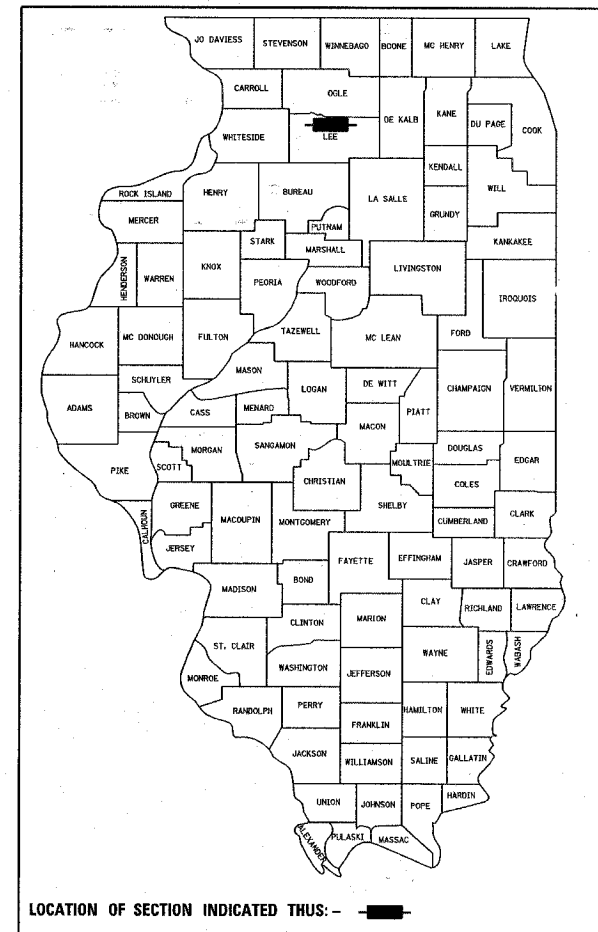 JO DAVIESS STEVENSON WINNEBAGO BOONE MC HENRY LAKE
CARROLL OGLE DE KALB KANE DU PAGE COOK
WHITESIDE LEE
KENDALL WILL
ROCK ISLAND HENRY BUREAU LA SALLE GRUNDY
MERCER PUTNAM KANKAKEE
HENDERSON WARREN KNOX STARK MARSHALL LIVINGSTON
PEORIA WOODFORD IROQUOIS
HANCOCK MC DONOUGH FULTON TAZEWELL MC LEAN FORD
MASON
SCHUYLER LOGAN DE WITT CHAMPAIGN VERMILION
ADAMS BROWN CASS MENARD PIATT
MACON
MORGAN SANGAMON DOUGLAS
PIKE SCOTT CHRISTIAN MOULTRIE COLES EDGAR
GREENE MACOUPIN SHELBY
CALHOUN MONTGOMERY CUMBERLAND CLARK
JERSEY
FAYETTE EFFINGHAM JASPER CRAWFORD
MADISON BOND
CLAY RICHLAND LAWRENCE
CLINTON MARION
ST. CLAIR WAYNE EDWARDS WABASH
WASHINGTON JEFFERSON
MONROE
RANDOLPH PERRY HAMILTON WHITE
FRANKLIN
JACKSON WILLIAMSON SALINE GALLATIN
UNION JOHNSON POPE HARDIN
ALEXANDER PULASKI MASSAC
LOCATION OF SECTION INDICATED THUS: -